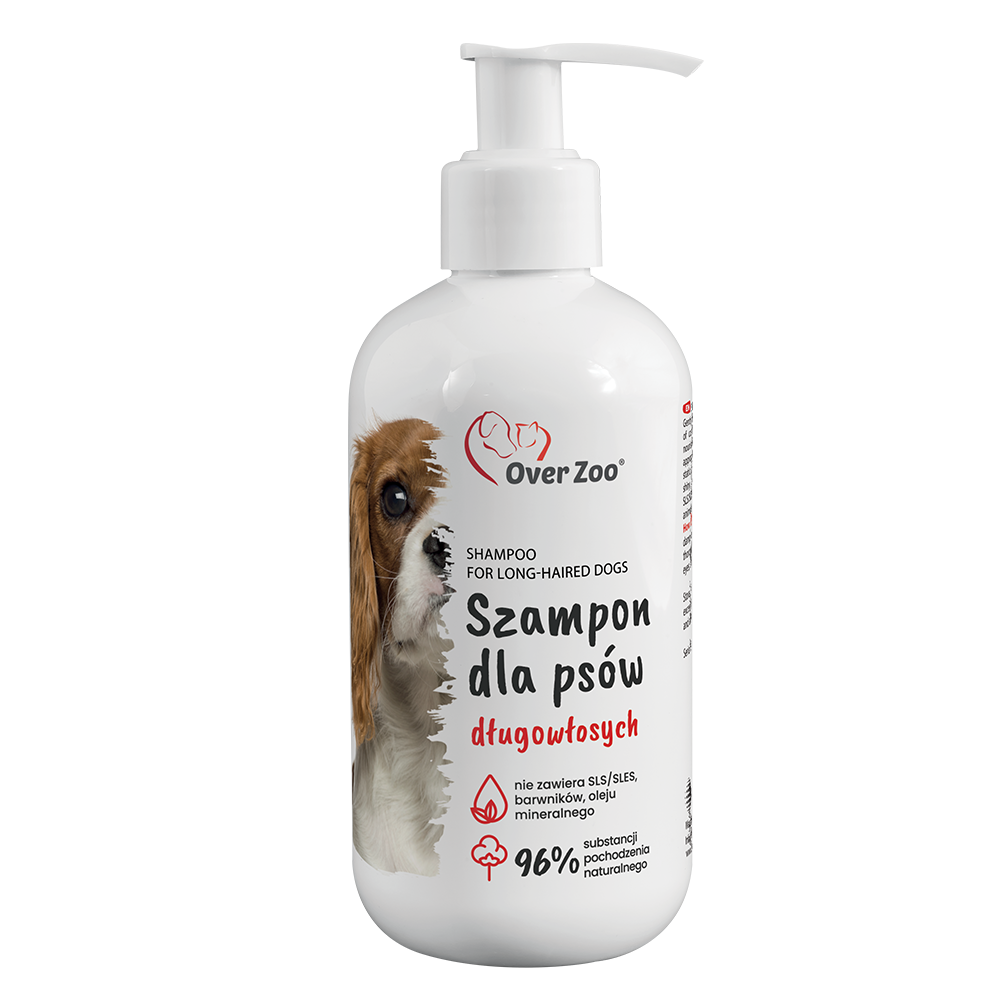 Over Zoo®
SHAMPOO
FOR LONG-HAIRED DOGS
Szampon
dla psów
długowłosych
nie zawiera SLS/SLES,
barwników, oleju
mineralnego
96% substancji
pochodzenia
naturalnego